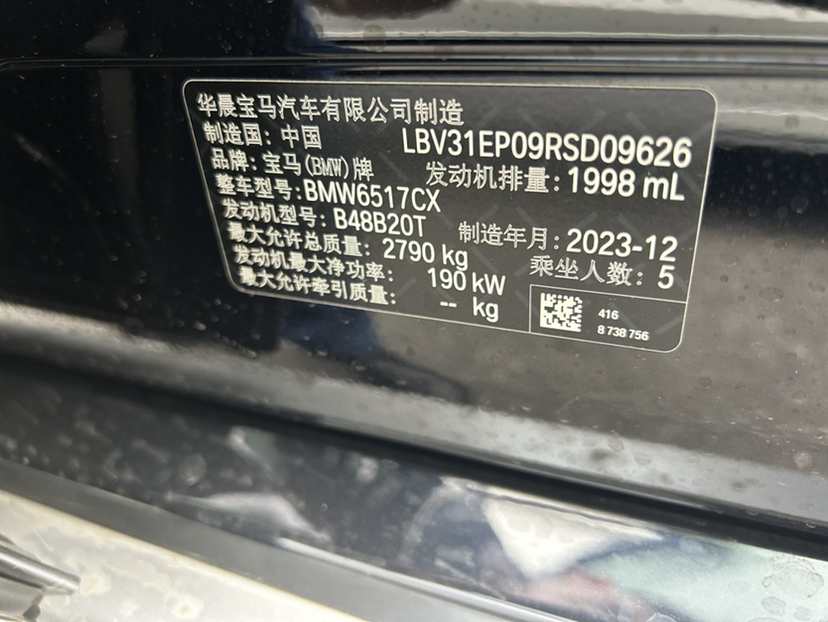 华晨宝马汽车有限公司制造
制造国：中国 LBV31EP09RSD09626
品牌：宝马(BMW)牌 发动机排量：1998 mL
整车型号：BMW6517CX
发动机型号：B48B20T 制造年月：2023-12
最大允许总质量：2790 kg 乘坐人数：5
发动机最大净功率：190 kW
最大允许牵引质量：-- kg
416
8 738 756